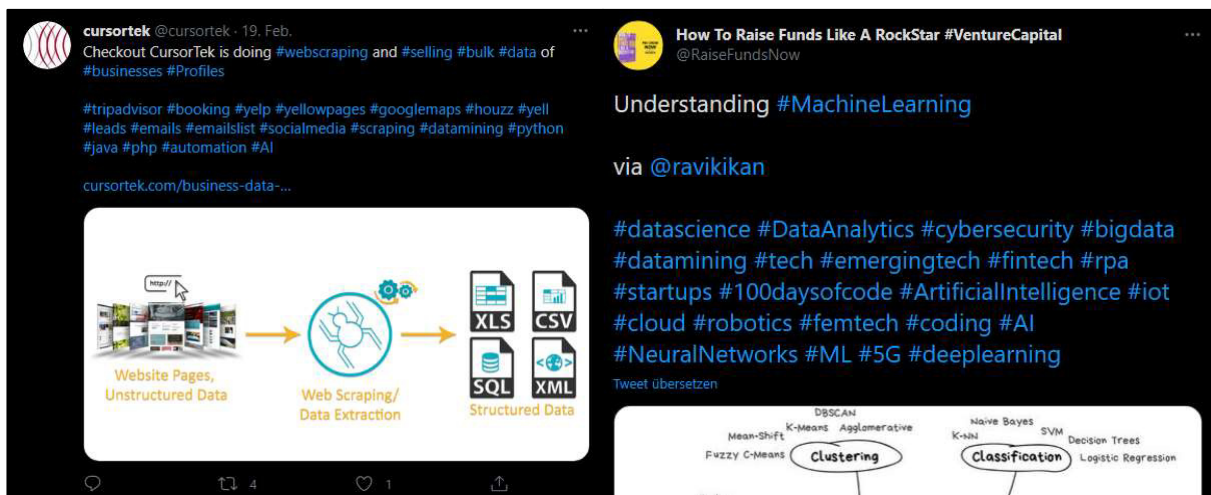 cursortek @cursortek · 19. Feb.
Checkout CursorTek is doing #webscraping and #selling #bulk #data of
#businesses #Profiles
#tripadvisor #booking #yelp #yellowpages #googlemaps #houzz #yell
#leads #emails #emailslist #socialmedia #scraping #datamining #python
#java #php #automation #AI
cursortek.com/business-data-...
http://
Website Pages,
Unstructured Data
Web Scraping/
Data Extraction
XLS CSV
SQL XML
Structured Data
4 1
How To Raise Funds Like A RockStar #VentureCapital
@RaiseFundsNow
Understanding #MachineLearning
via @ravikikan
#datascience #DataAnalytics #cybersecurity #bigdata
#datamining #tech #emergingtech #fintech #rpa
#startups #100daysofcode #ArtificialIntelligence #iot
#cloud #robotics #femtech #coding #AI
#NeuralNetworks #ML #5G #deeplearning
Tweet übersetzen
DBSCAN
Mean-Shift K-Means Agglomerative
Fuzzy C-Means Clustering
Naive Bayes
K-NN SVM Decision Trees
Classification Logistic Regression